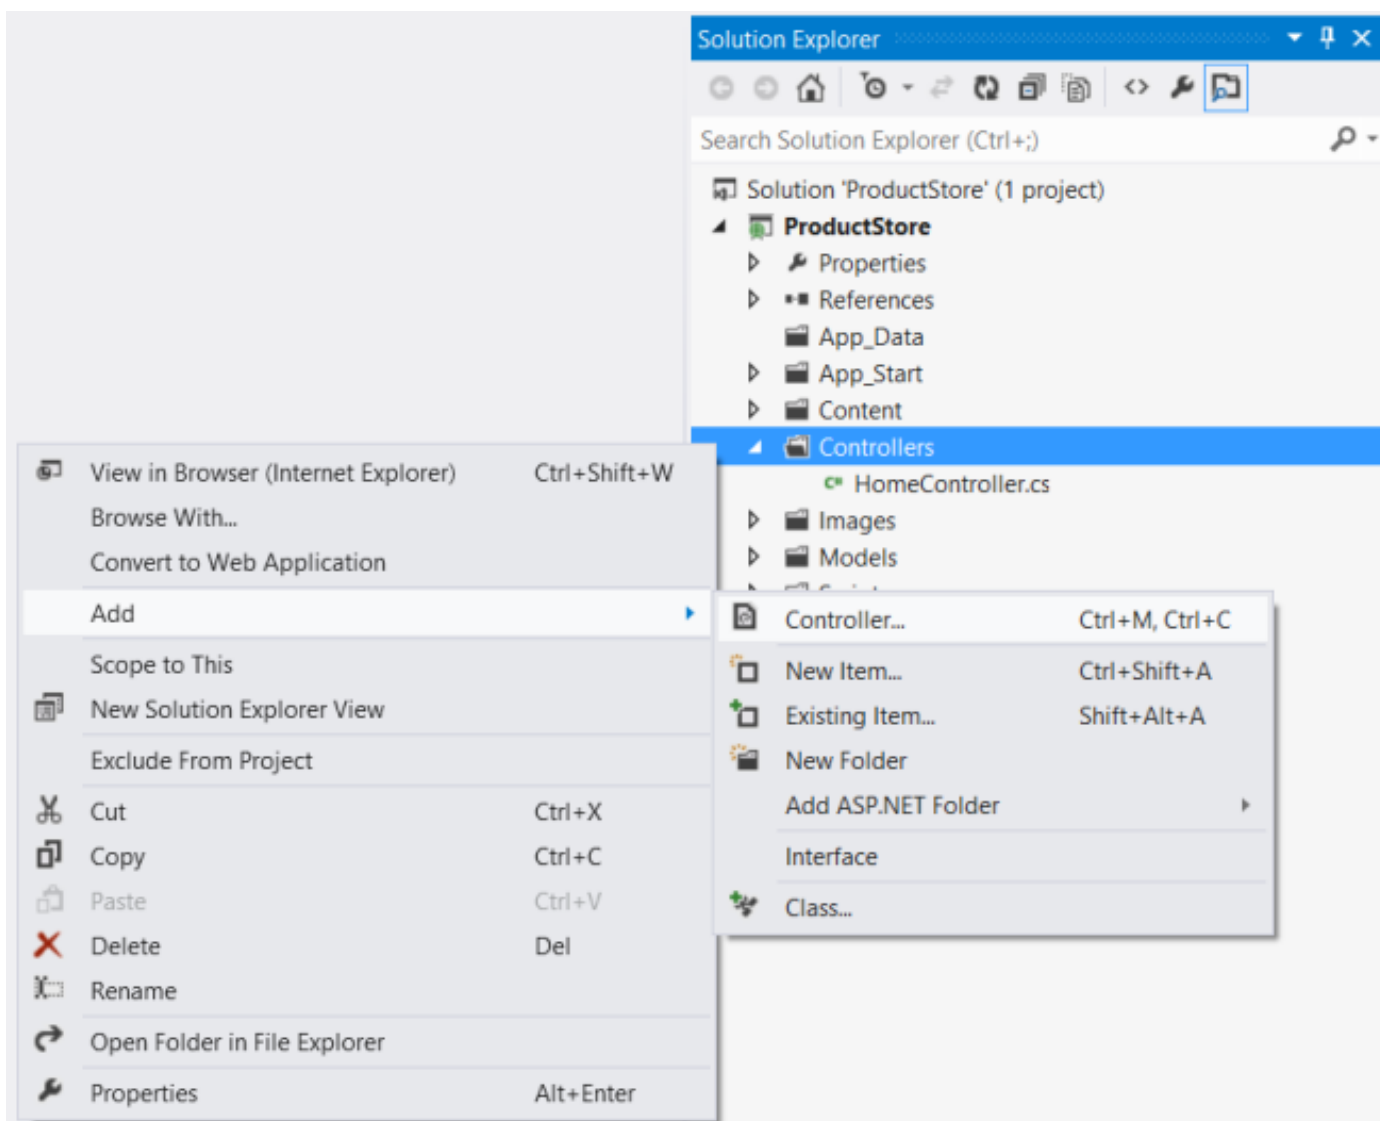 Solution Explorer
Search Solution Explorer (Ctrl+;)
Solution 'ProductStore' (1 project)
ProductStore
Properties
References
App_Data
App_Start
Content
Controllers
C# HomeController.cs
Images
Models
View in Browser (Internet Explorer) Ctrl+Shift+W
Browse With...
Convert to Web Application
Add
Scope to This
New Solution Explorer View
Exclude From Project
Cut Ctrl+X
Copy Ctrl+C
Paste Ctrl+V
Delete Del
Rename
Open Folder in File Explorer
Properties Alt+Enter
Controller... Ctrl+M, Ctrl+C
New Item... Ctrl+Shift+A
Existing Item... Shift+Alt+A
New Folder
Add ASP.NET Folder
Interface
Class...